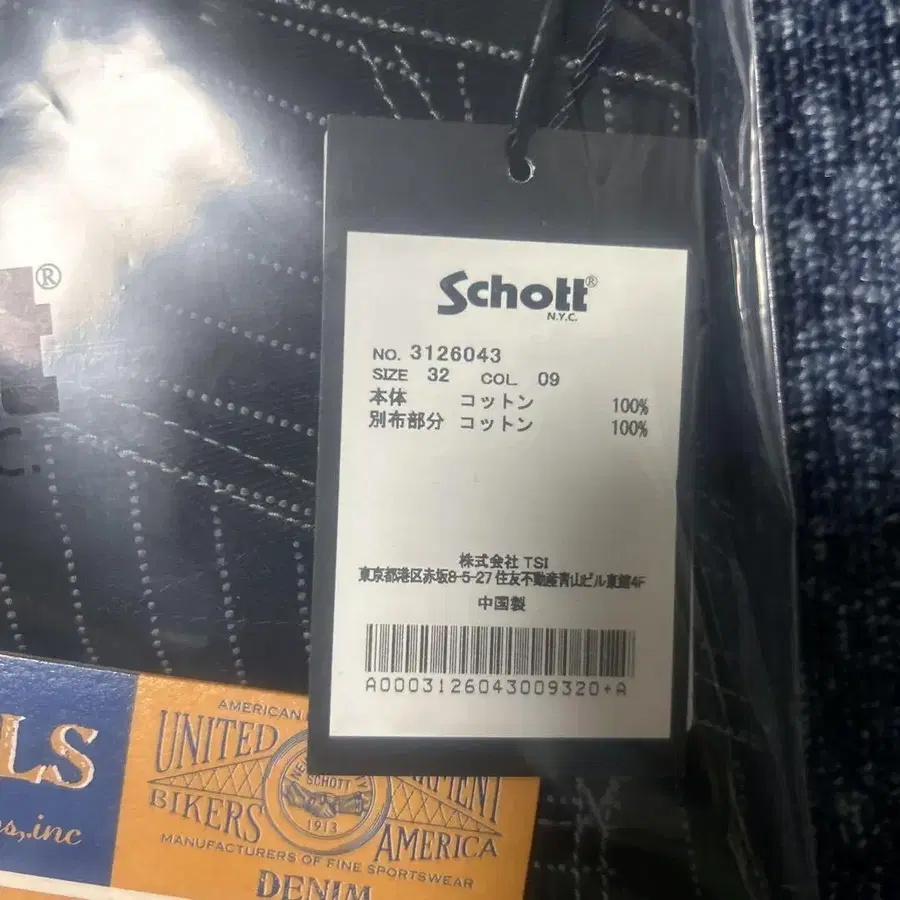 Schott®
N.Y.C.
NO. 3126043
SIZE 32 COL. 09
本体 コットン 100%
別布部分 コットン 100%
株式会社 TSI
東京都港区赤坂8-5-27 住友不動産青山ビル東館4F
中国製
A0003126043009320+A
®
C.
LS
s,.inc
AMERICAN
UNITED
BIKERS
SCHOTT
1913
AMERICA
MANUFACTURERS OF FINE SPORTSWEAR
DENIM